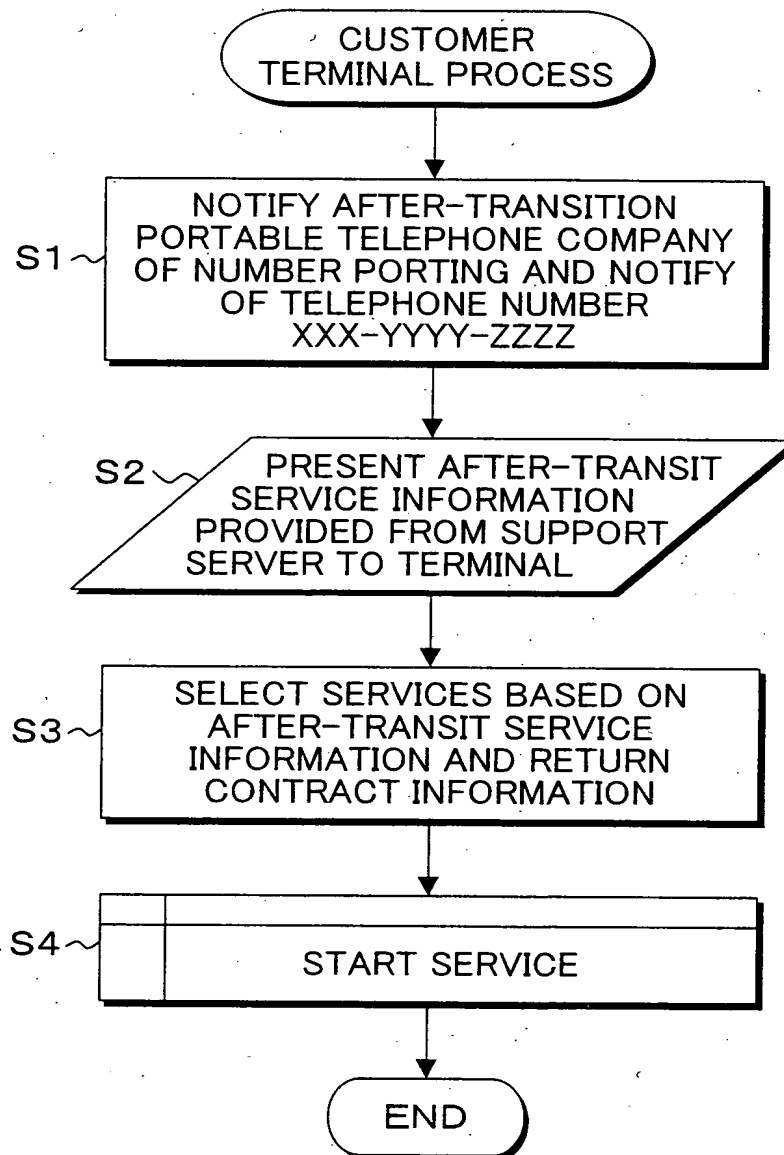 CUSTOMER
TERMINAL PROCESS
S1
NOTIFY AFTER-TRANSITION
PORTABLE TELEPHONE COMPANY
OF NUMBER PORTING AND NOTIFY
OF TELEPHONE NUMBER
XXX-YYYY-ZZZZ
S2
PRESENT AFTER-TRANSIT
SERVICE INFORMATION
PROVIDED FROM SUPPORT
SERVER TO TERMINAL
S3
SELECT SERVICES BASED ON
AFTER-TRANSIT SERVICE
INFORMATION AND RETURN
CONTRACT INFORMATION
S4
START SERVICE
END